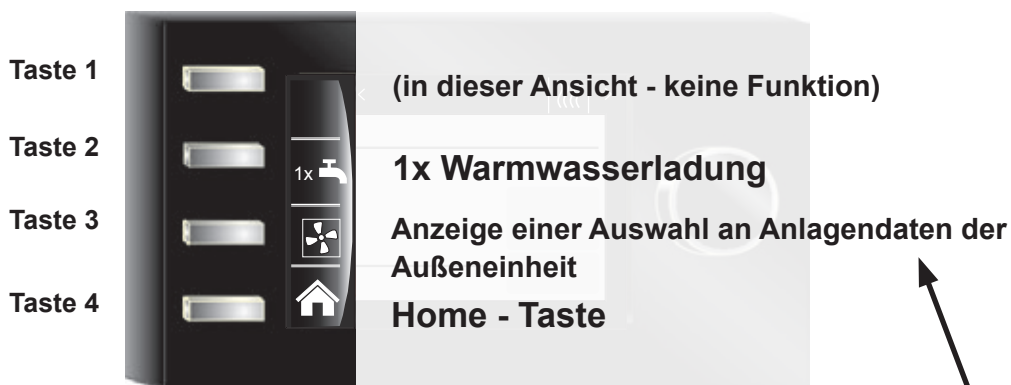 Taste 1
(in dieser Ansicht - keine Funktion)
Taste 2
1x
1x Warmwasserladung
Taste 3
Anzeige einer Auswahl an Anlagendaten der
Außeneinheit
Taste 4
Home - Taste